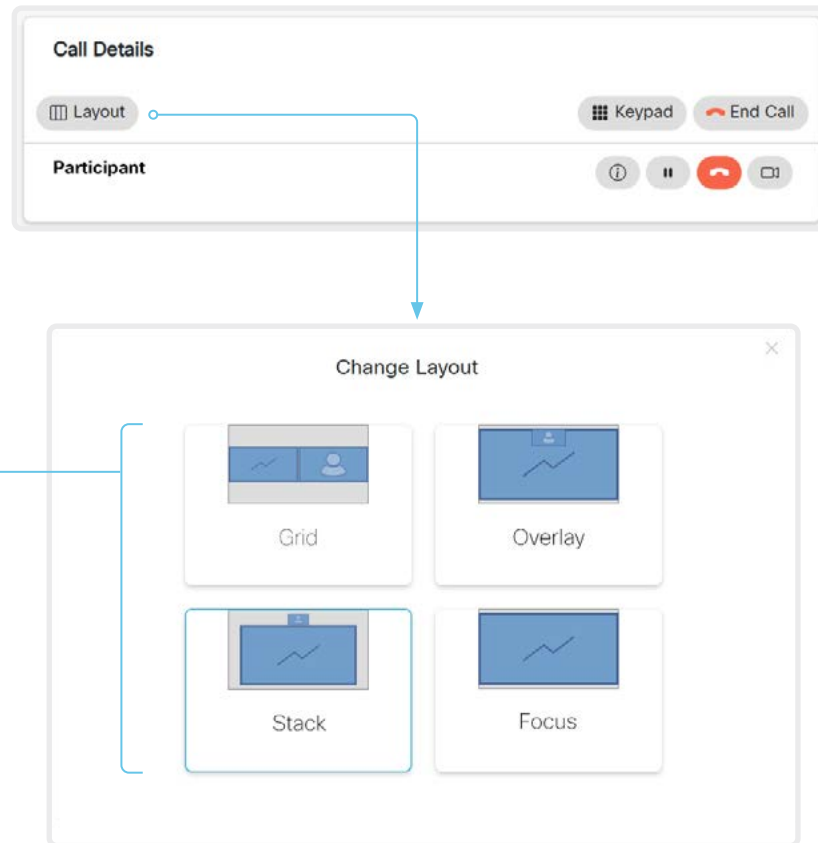 Call Details
Layout Keypad End Call
Participant
Change Layout
Grid Overlay
Stack Focus